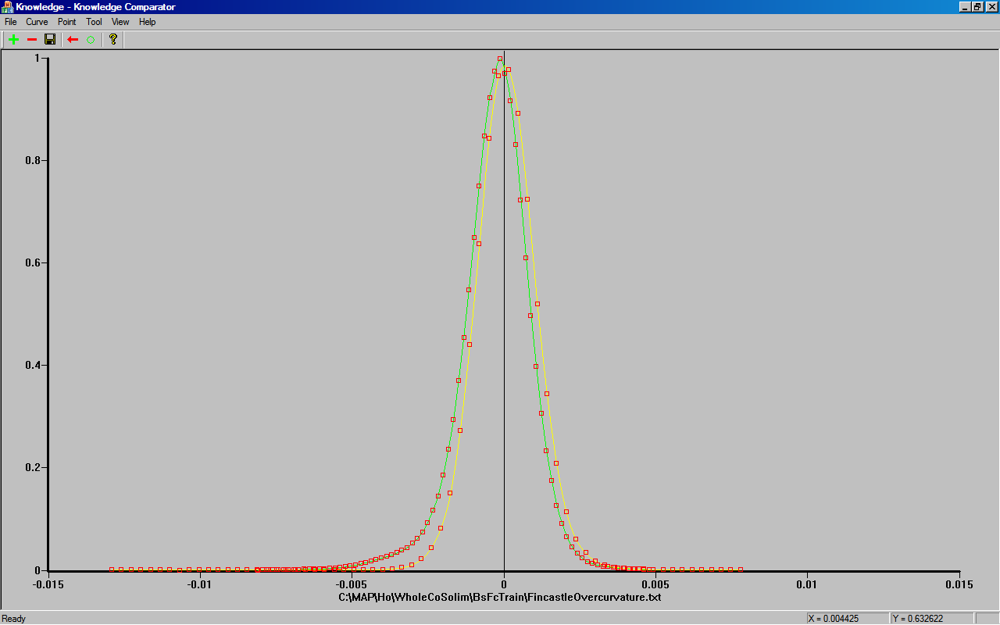 Knowledge - Knowledge Comparator
File Curve Point Tool View Help
1
0.8
0.6
0.4
0.2
0
-0.015 -0.01 -0.005 0 0.005 0.01 0.015
C:\MAP\Ho\WholeCoSolim\BsFcTrain\FincastleOvercurvature.txt
Ready X = 0.004425 Y = 0.632622